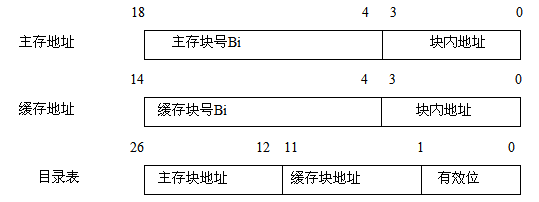 18 4 3 0
主存地址 主存块号Bi 块内地址
14 4 3 0
缓存地址 缓存块号Bi 块内地址
26 12 11 1 0
目录表 主存块地址 缓存块地址 有效位